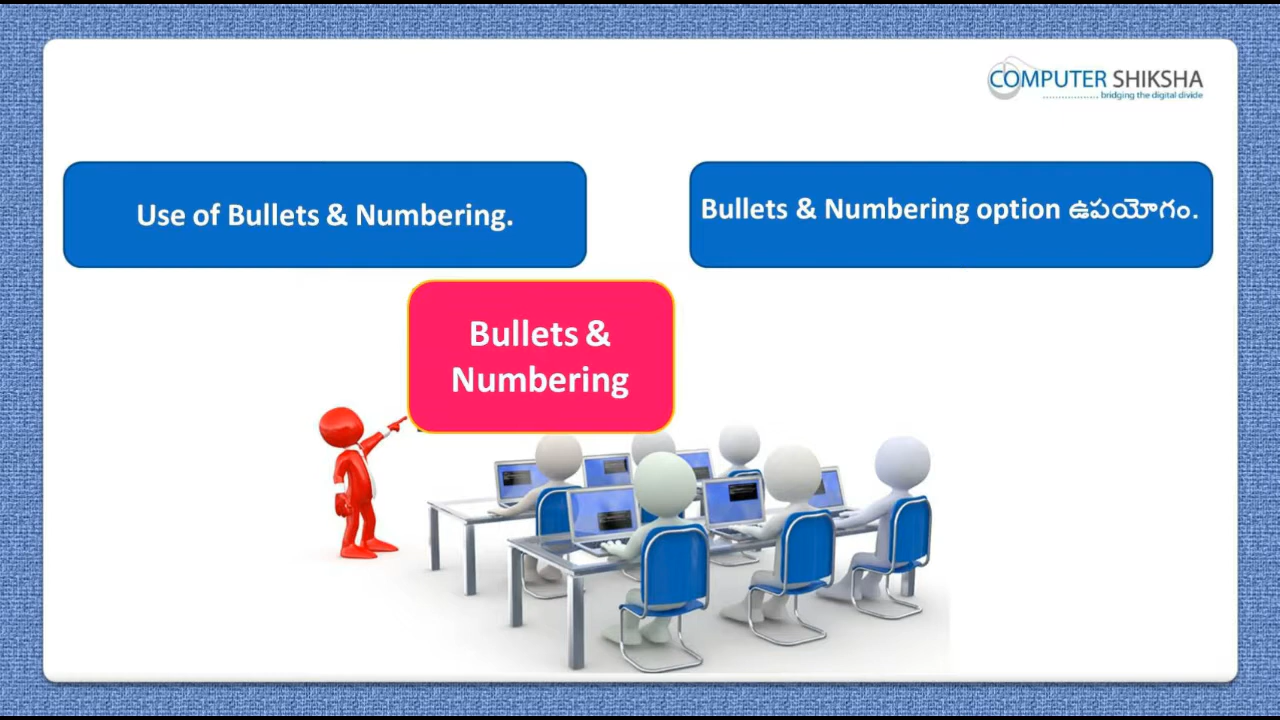 COMPUTER SHIKSHA
.................. bridging the digital divide
Use of Bullets & Numbering.
Bullets & Numbering option ఉపయోగం.
Bullets &
Numbering